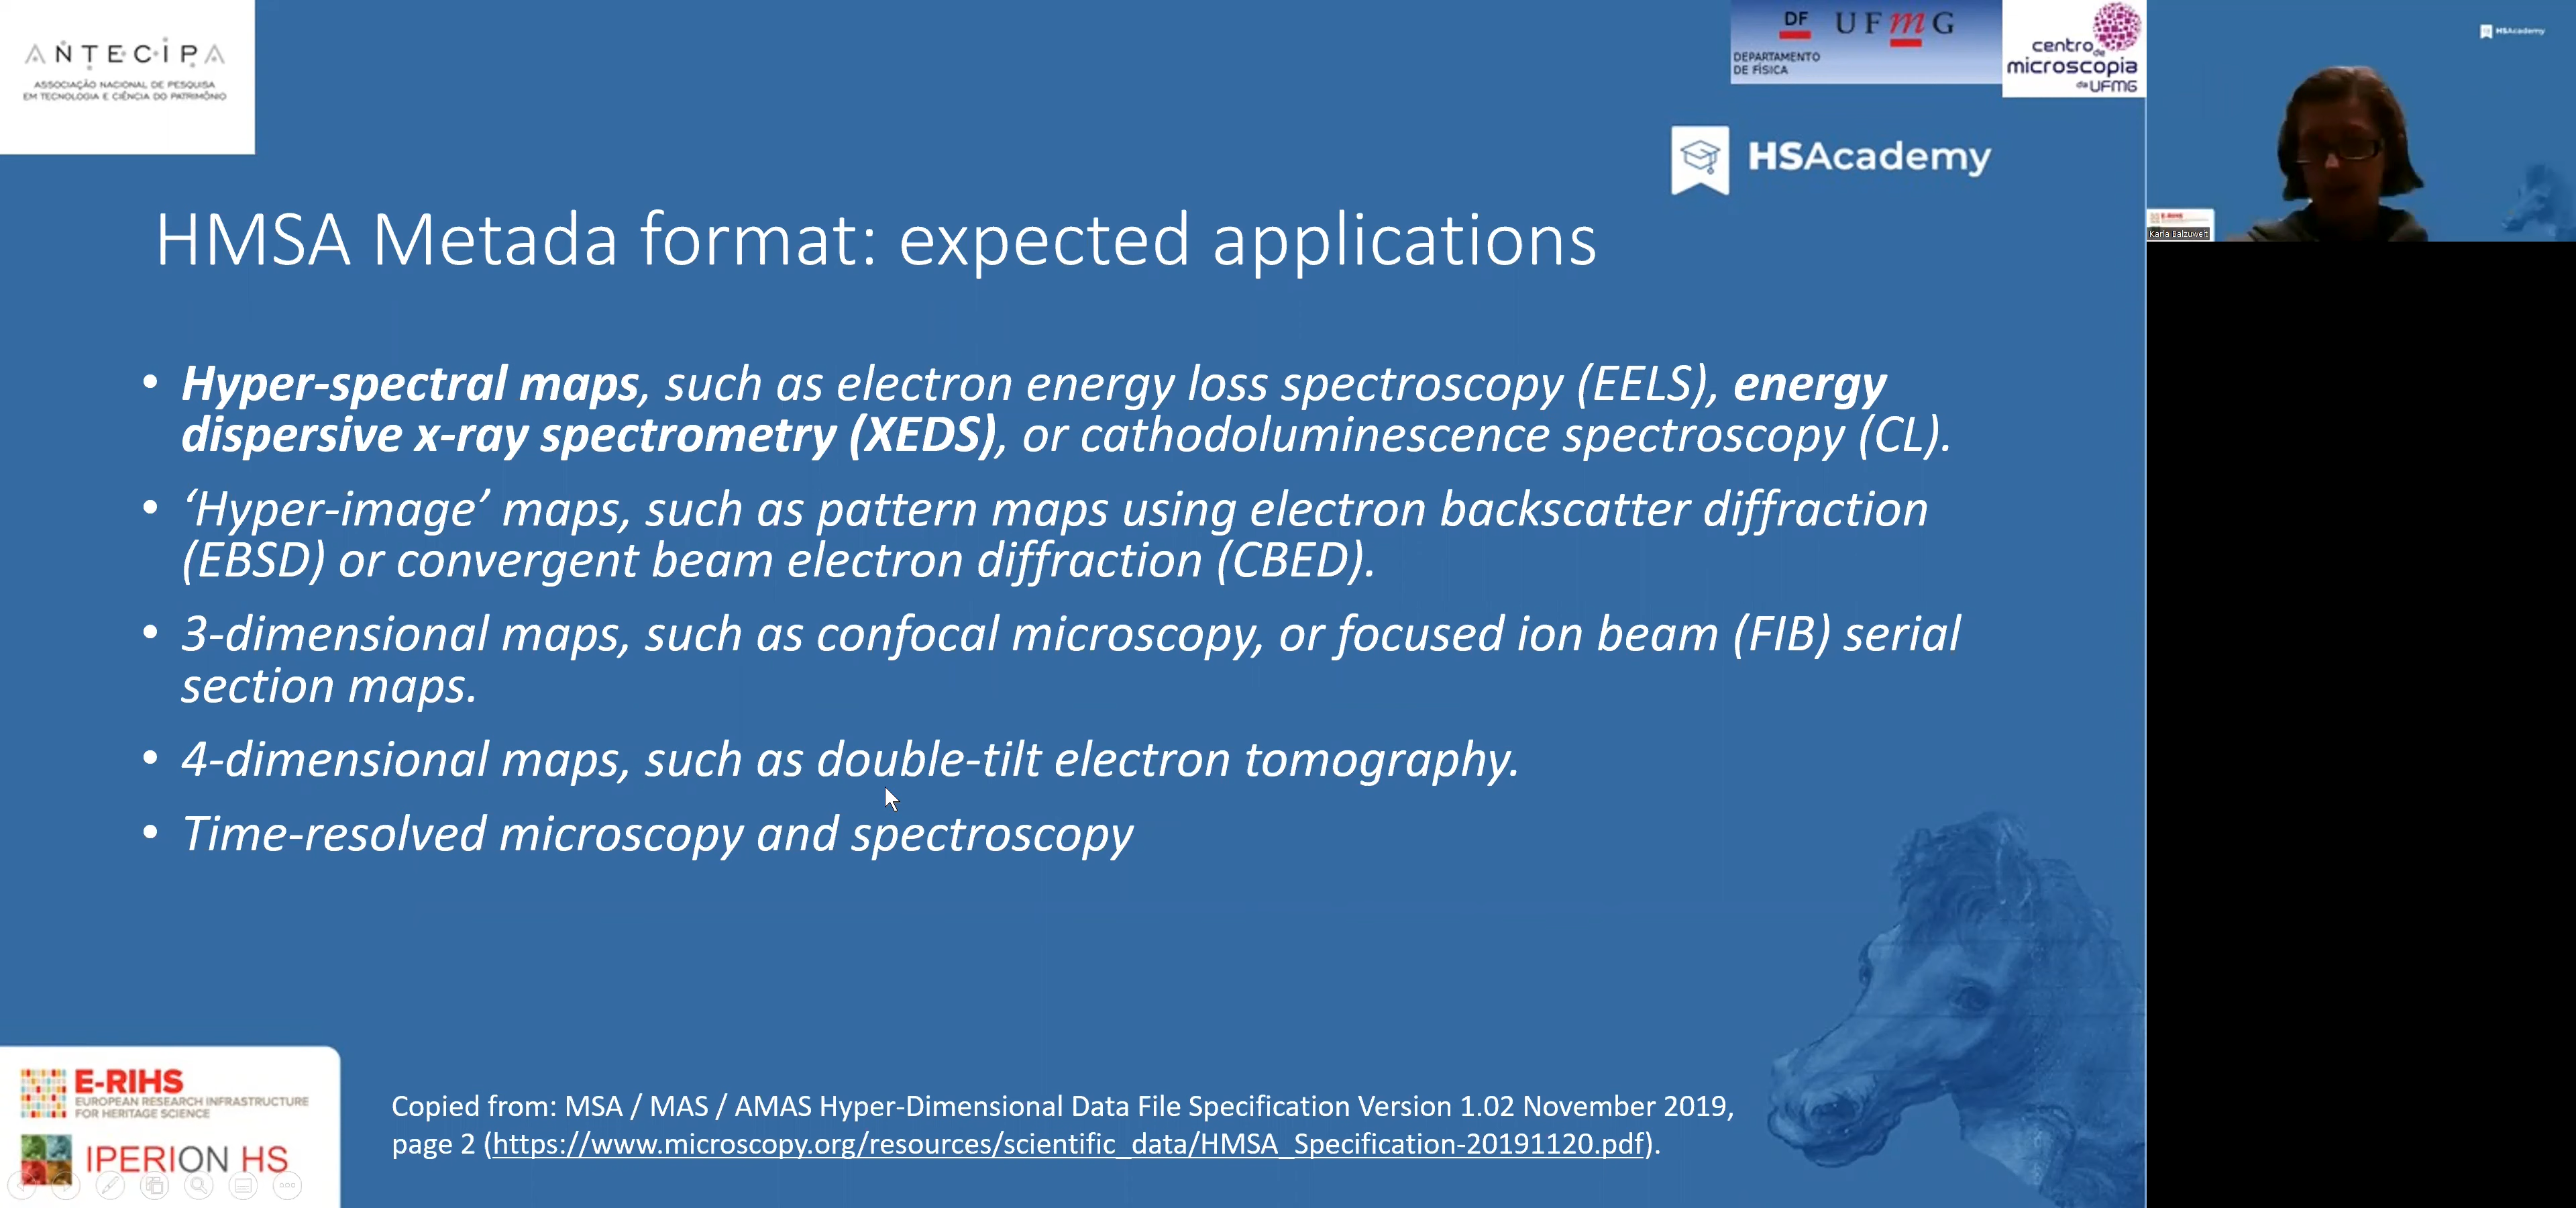 ANTECIPA
ASSOCIAÇÃO NACIONAL DE PESQUISA
EM TECNOLOGIA E CIÊNCIA DO PATRIMÔNIO
DF UFmG
DEPARTAMENTO
DE FÍSICA
centro de
microscopia
da UFMG
HSAcademy
HSAcademy
E-RIHS
Karla Balzuweit
HMSA Metada format: expected applications
• Hyper-spectral maps, such as electron energy loss spectroscopy (EELS), energy
dispersive x-ray spectrometry (XEDS), or cathodoluminescence spectroscopy (CL).
• ‘Hyper-image’ maps, such as pattern maps using electron backscatter diffraction
(EBSD) or convergent beam electron diffraction (CBED).
• 3-dimensional maps, such as confocal microscopy, or focused ion beam (FIB) serial
section maps.
• 4-dimensional maps, such as double-tilt electron tomography.
• Time-resolved microscopy and spectroscopy
E-RIHS
EUROPEAN RESEARCH INFRASTRUCTURE
FOR HERITAGE SCIENCE
IPERION HS
Copied from: MSA / MAS / AMAS Hyper-Dimensional Data File Specification Version 1.02 November 2019,
page 2 (https://www.microscopy.org/resources/scientific_data/HMSA_Specification-20191120.pdf).